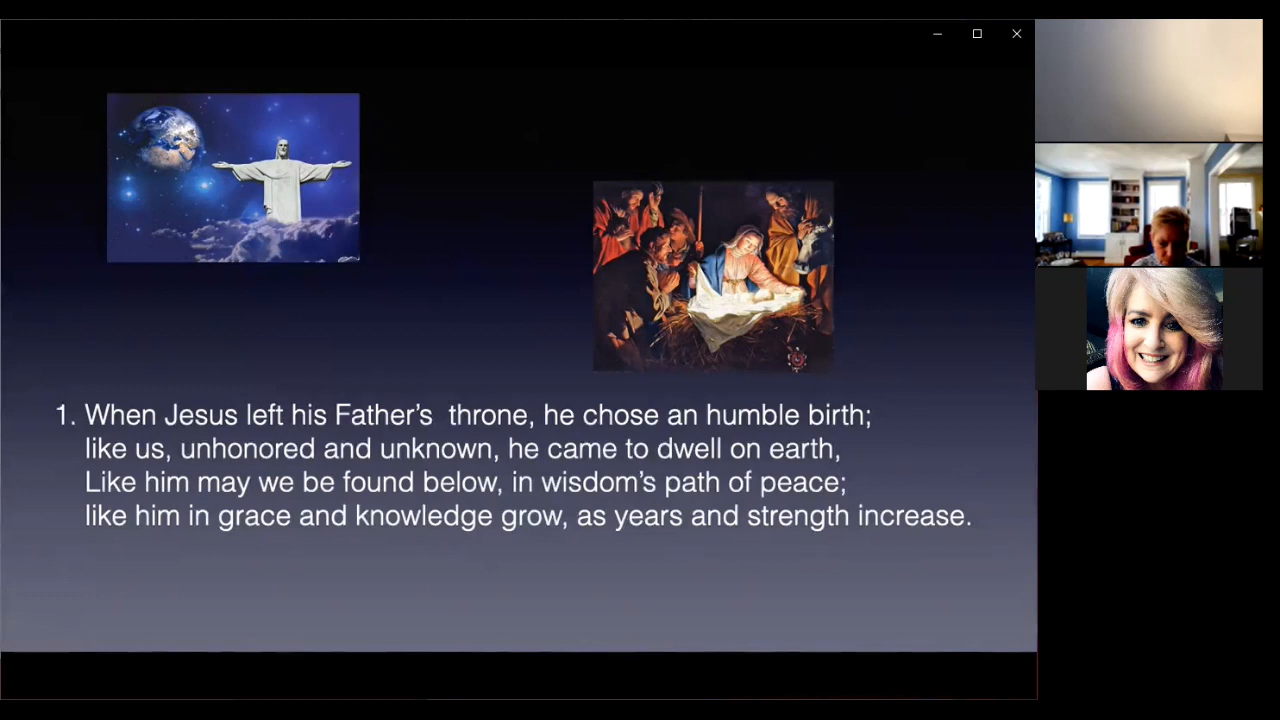 1. When Jesus left his Father's  throne, he chose an humble birth;
like us, unhonored and unknown, he came to dwell on earth,
Like him may we be found below, in wisdom's path of peace;
like him in grace and knowledge grow, as years and strength increase.